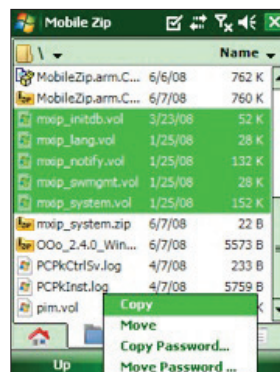 Mobile Zip
\ Name
MobileZip.arm.C... 6/6/08 762 K
MobileZip.arm.C... 6/7/08 760 K
mxip_initdb.vol 3/23/08 52 K
mxip_lang.vol 1/25/08 28 K
mxip_notify.vol 1/25/08 132 K
mxip_swmgmt.vol 1/25/08 28 K
mxip_system.vol 1/25/08 152 K
mxip_system.zip 6/7/08 22 B
OOo_2.4.0_Win... 6/7/08 5573 B
PCPkCtrlSv.log 4/7/08 233 B
PCPkInst.log 4/7/08 5759 B
pim.vol K
Copy
Move
Copy Password...
Move Password ...
Up